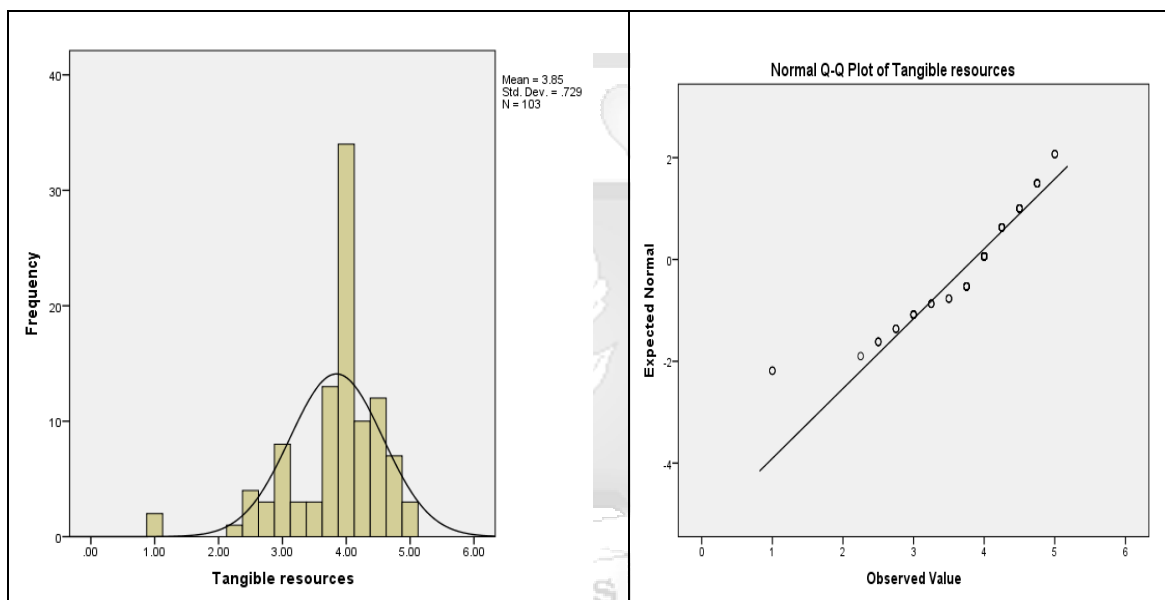 Mean = 3.85
Std. Dev. = .729
N = 103
40
30
20
10
0
Frequency
.00 1.00 2.00 3.00 4.00 5.00 6.00
Tangible resources
Normal Q-Q Plot of Tangible resources
2
0
-2
-4
Expected Normal
0 1 2 3 4 5 6
Observed Value
s